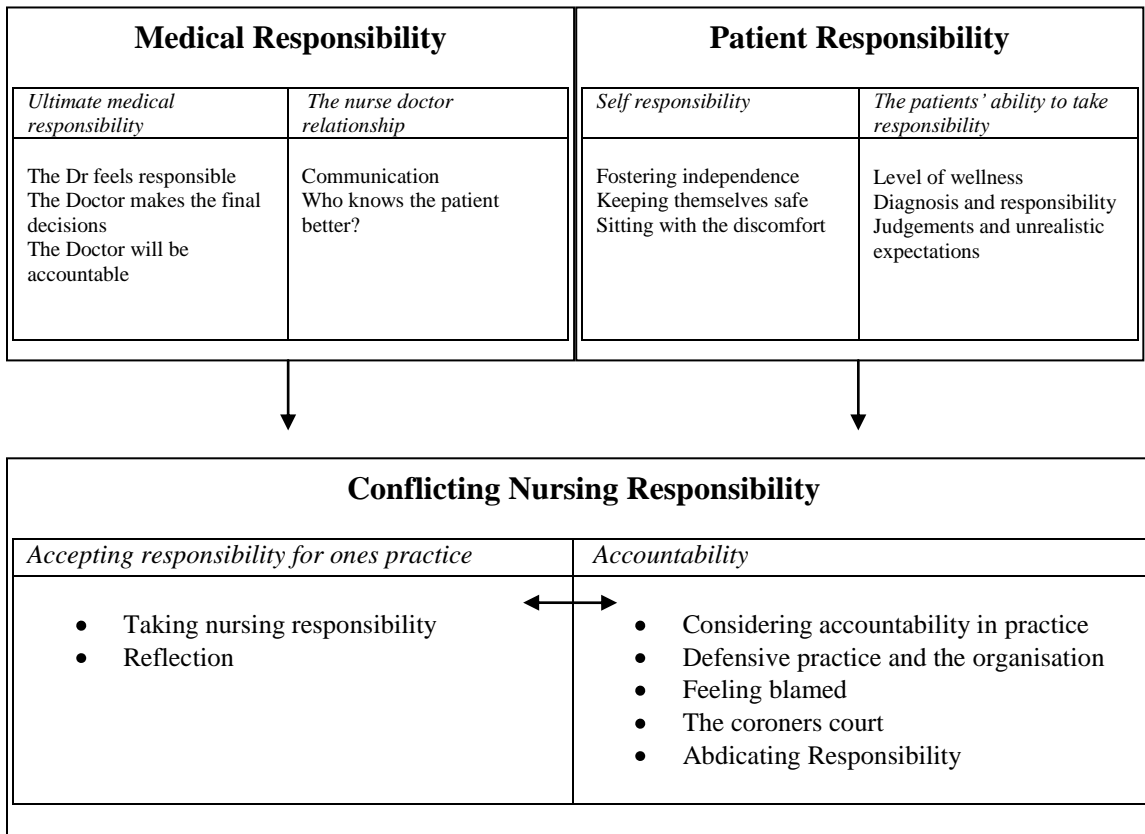 Medical Responsibility
Ultimate medical
responsibility
The Dr feels responsible
The Doctor makes the final
decisions
The Doctor will be
accountable
The nurse doctor
relationship
Communication
Who knows the patient
better?
Patient Responsibility
Self responsibility
Fostering independence
Keeping themselves safe
Sitting with the discomfort
The patients’ ability to take
responsibility
Level of wellness
Diagnosis and responsibility
Judgements and unrealistic
expectations
Conflicting Nursing Responsibility
Accepting responsibility for ones practice
• Taking nursing responsibility
• Reflection
Accountability
• Considering accountability in practice
• Defensive practice and the organisation
• Feeling blamed
• The coroners court
• Abdicating Responsibility